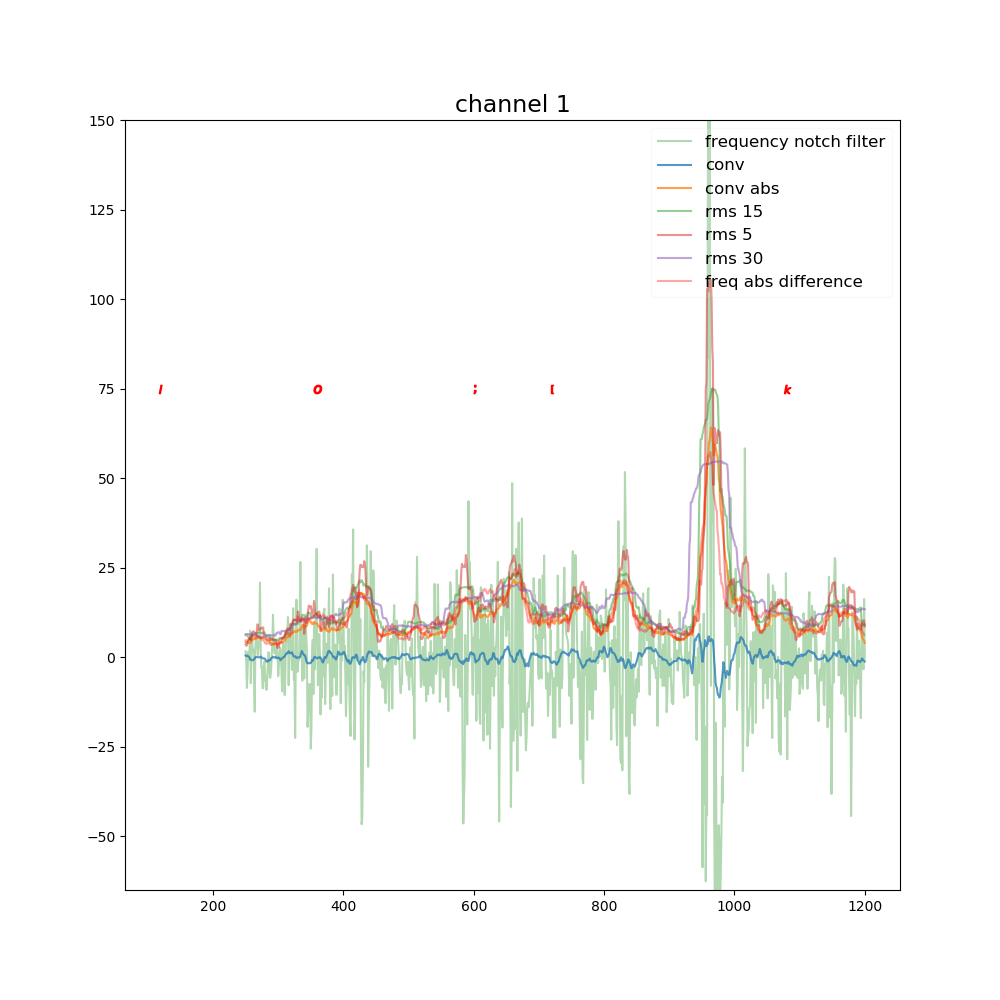 channel 1
150
125
100
75
50
25
0
−25
−50
frequency notch filter
conv
conv abs
rms 15
rms 5
rms 30
freq abs difference
l O ; [ k
200 400 600 800 1000 1200